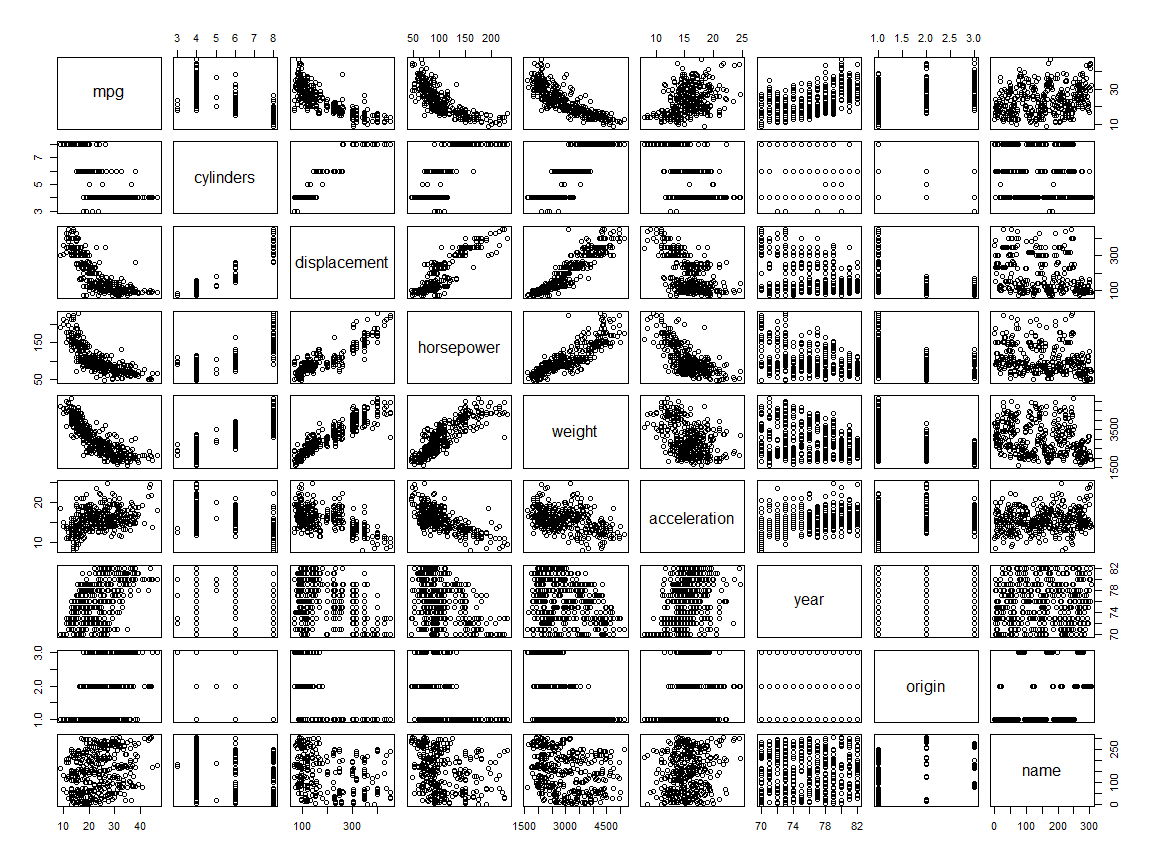 3 4 5 6 7 8 50 100 150 200 10 15 20 25 1.0 1.5 2.0 2.5 3.0
mpg 10 30
3 5 7 cylinders
displacement 100 300
50 150 horsepower
weight 1500 3500
10 20 acceleration
year 70 74 78 82
1.0 2.0 3.0 origin
name 0 100 250
10 20 30 40 100 300 1500 3000 4500 70 74 78 82 0 100 200 300